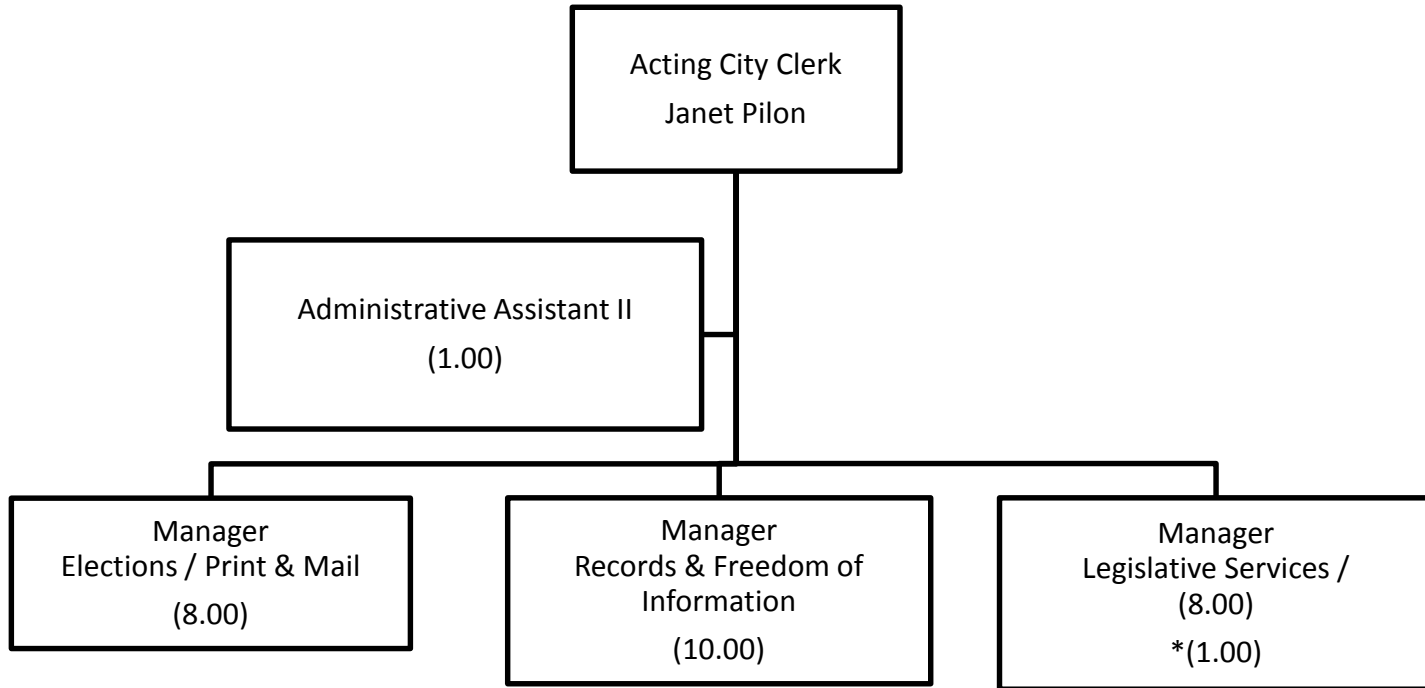 Acting City Clerk
Janet Pilon
Administrative Assistant II
(1.00)
Manager
Elections / Print & Mail
(8.00)
Manager
Records & Freedom of
Information
(10.00)
Manager
Legislative Services /
(8.00)
*(1.00)